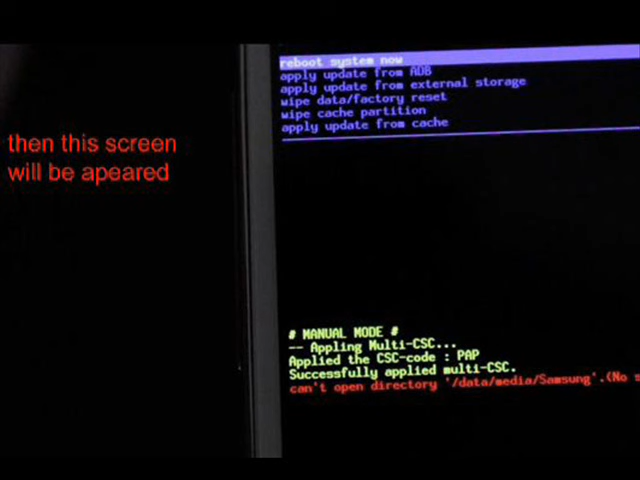 then this screen
will be apeared
reboot system now
apply update from ADB
apply update from external storage
wipe data/factory reset
wipe cache partition
apply update from cache
# MANUAL MODE #
-- Appling Multi-CSC...
Applied the CSC-code : PAP
Successfully applied multi-CSC.
can't open directory '/data/media/Samsung'.(No s